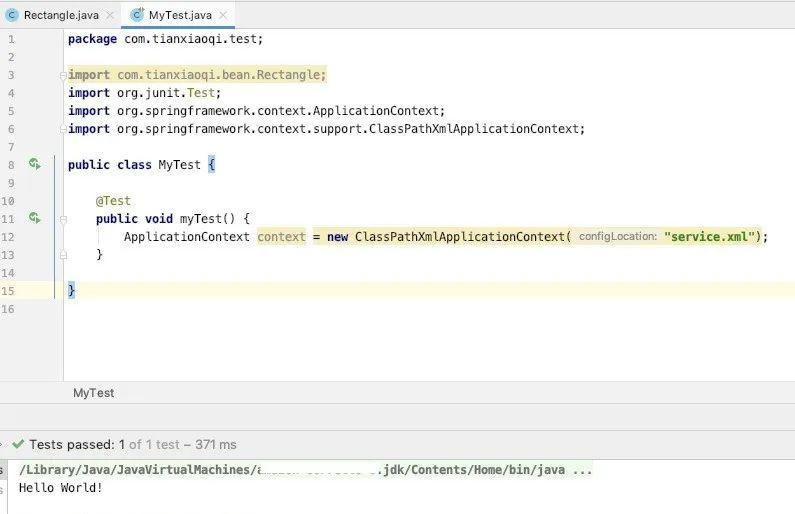 Rectangle.java MyTest.java
1 package com.tianxiaoqi.test;
2
3 import com.tianxiaoqi.bean.Rectangle;
4 import org.junit.Test;
5 import org.springframework.context.ApplicationContext;
6 import org.springframework.context.support.ClassPathXmlApplicationContext;
7
8 public class MyTest {
9
10 @Test
11 public void myTest() {
12 ApplicationContext context = new ClassPathXmlApplicationContext( configLocation: "service.xml");
13 }
14
15 }
16
MyTest
Tests passed: 1 of 1 test – 371 ms
/Library/Java/JavaVirtualMachines/ .jdk/Contents/Home/bin/java ...
Hello World!